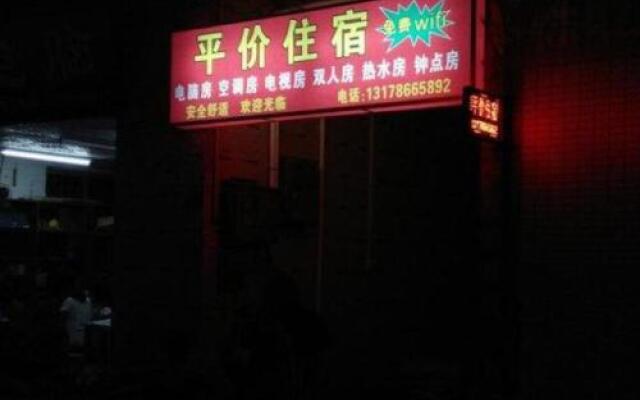 平价住宿
免费wifi
电脑房 空调房 电视房 双人房 热水房 钟点房
安全舒适 欢迎光临 电话:13178665892